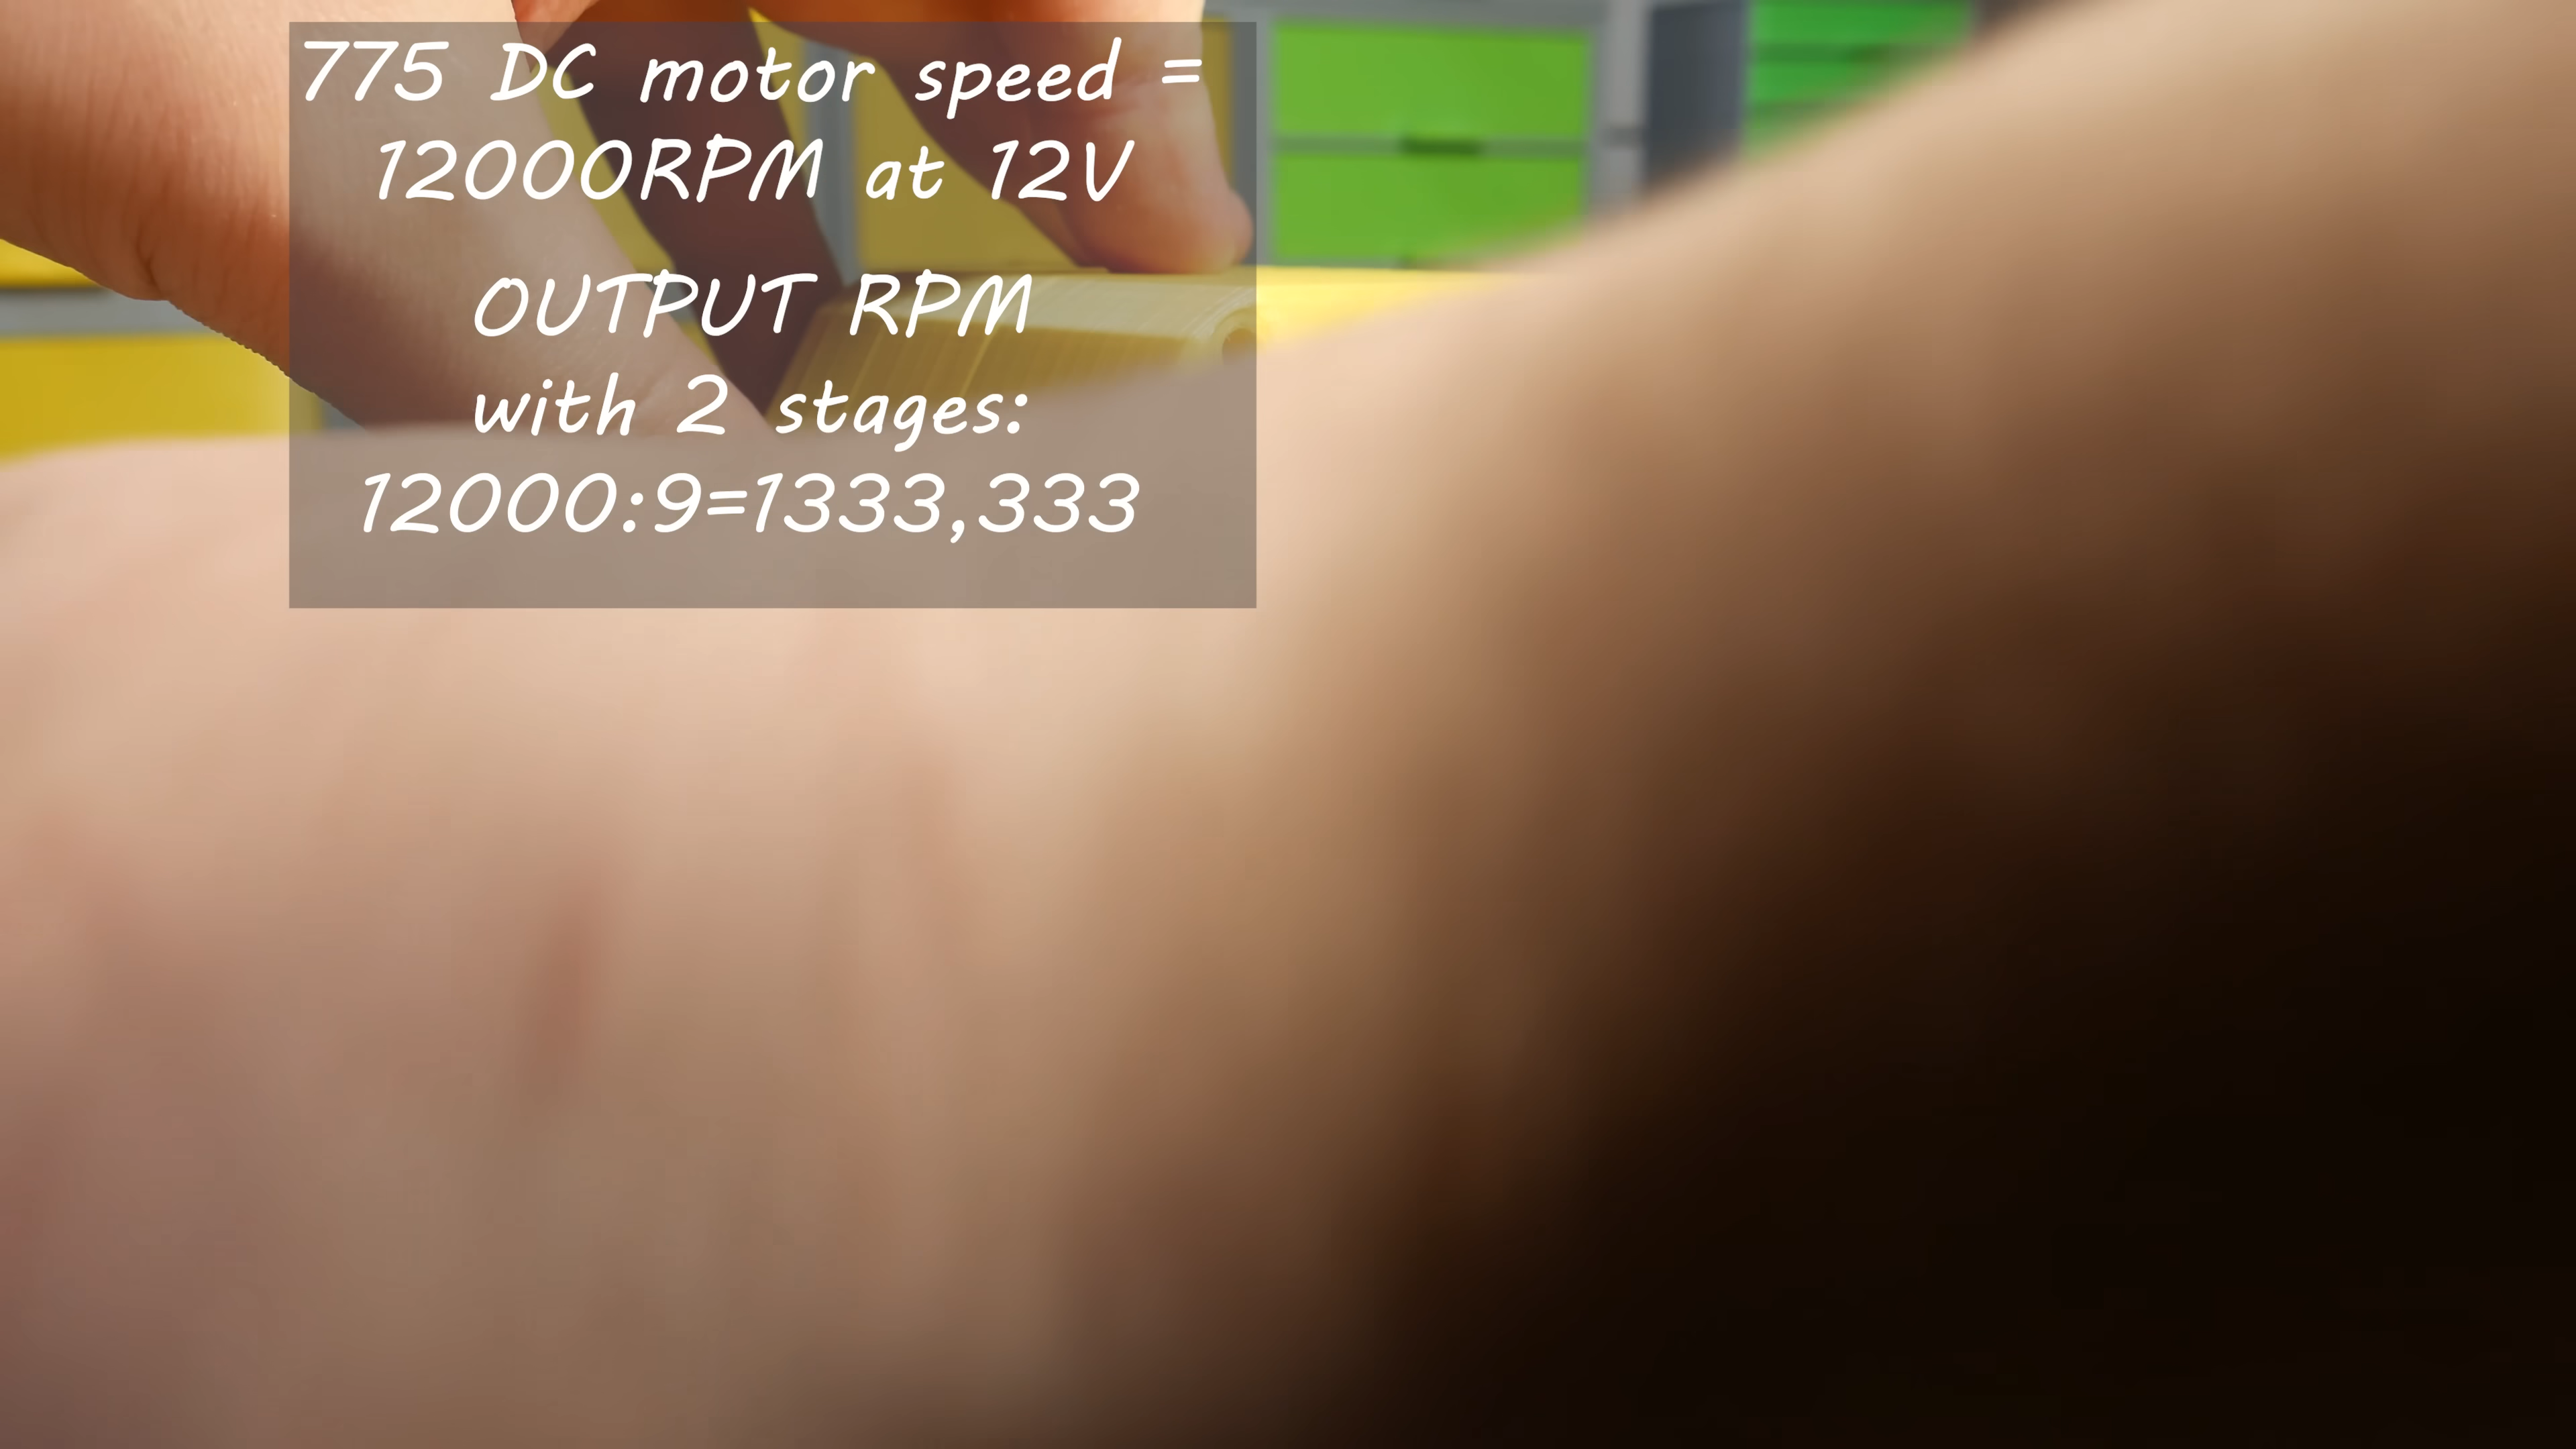 775 DC motor speed =
12000RPM at 12V
OUTPUT RPM
with 2 stages:
12000:9=1333,333